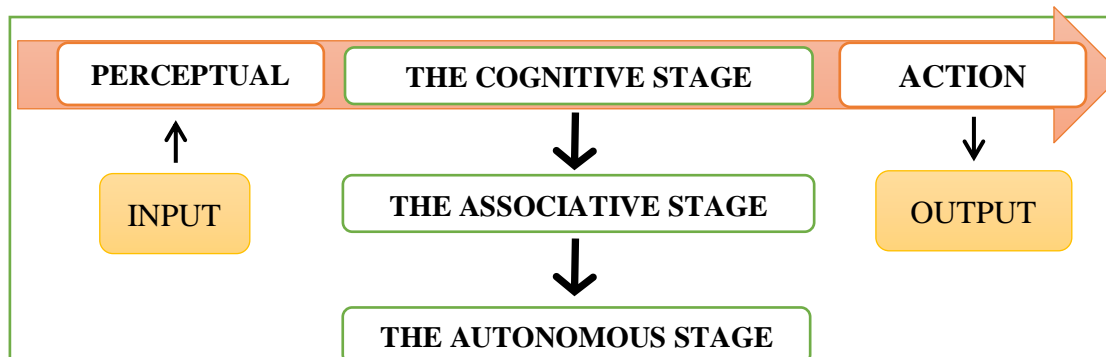 PERCEPTUAL
THE COGNITIVE STAGE
ACTION
INPUT
THE ASSOCIATIVE STAGE
OUTPUT
THE AUTONOMOUS STAGE